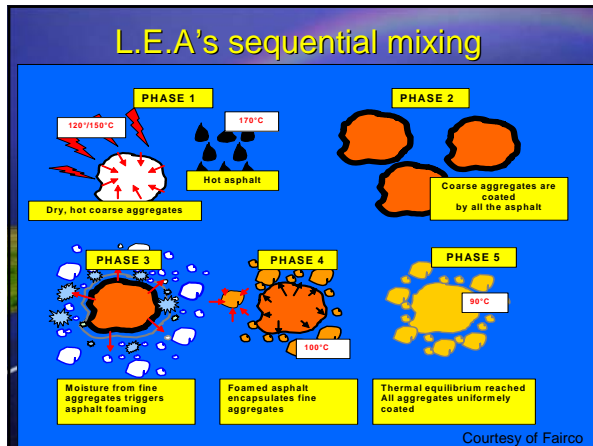 L.E.A's sequential mixing
PHASE 1
120°/150°C
170°C
Hot asphalt
Dry, hot coarse aggregates
PHASE 2
Coarse aggregates are
coated
by all the asphalt
PHASE 3
Moisture from fine
aggregates triggers
asphalt foaming
PHASE 4
100°C
Foamed asphalt
encapsulates fine
aggregates
PHASE 5
90°C
Thermal equilibrium reached
All aggregates uniformely
coated
Courtesy of Fairco